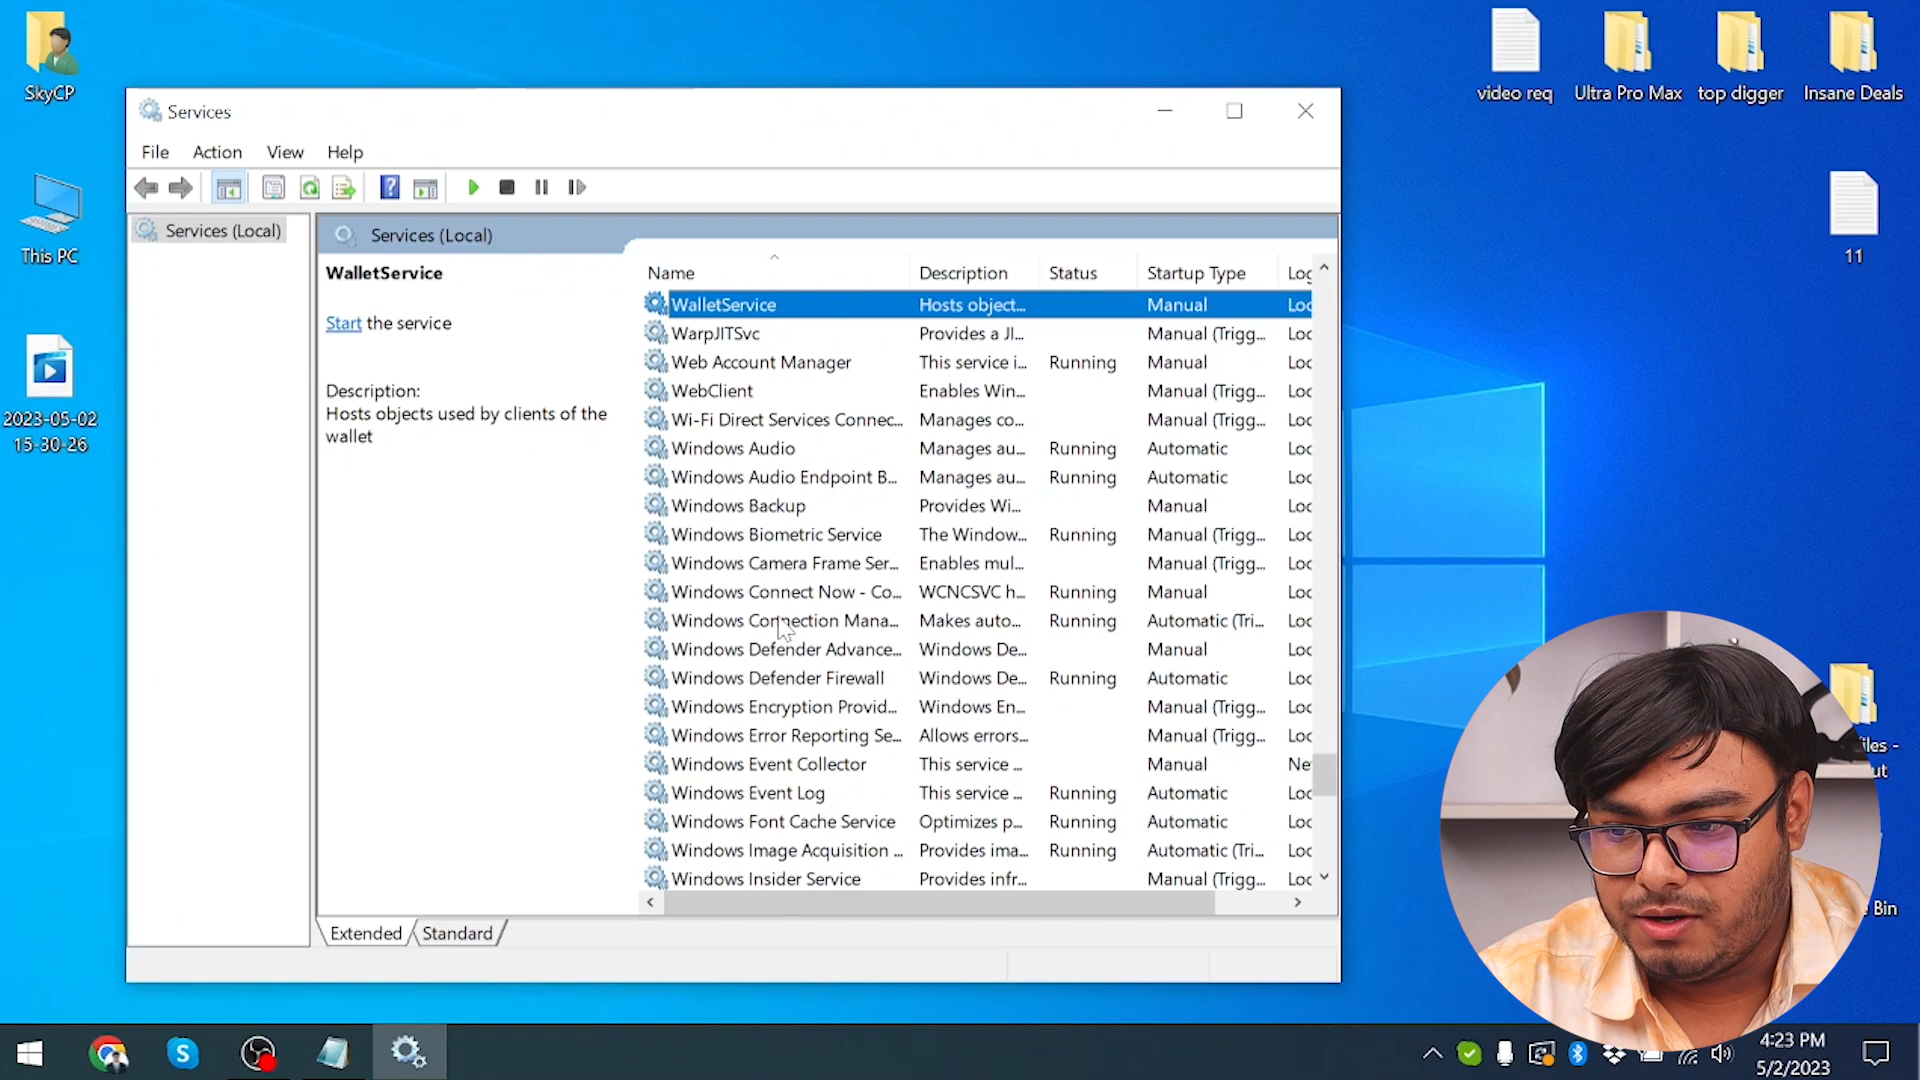 SkyCP
This PC
2023-05-02
15-30-26
video req
Ultra Pro Max
top digger
Insane Deals
11
Services
File Action View Help
Services (Local)
Services (Local)
WalletService
Start the service
Description:
Hosts objects used by clients of the
wallet
Name Description Status Startup Type Log
WalletService Hosts object... Manual Loc
WarpJITSvc Provides a JI... Manual (Trigg... Loc
Web Account Manager This service i... Running Manual Loc
WebClient Enables Win... Manual (Trigg... Loc
Wi-Fi Direct Services Connec... Manages co... Manual (Trigg... Loc
Windows Audio Manages au... Running Automatic Loc
Windows Audio Endpoint B... Manages au... Running Automatic Loc
Windows Backup Provides Wi... Manual Loc
Windows Biometric Service The Window... Running Manual (Trigg... Loc
Windows Camera Frame Ser... Enables mul... Manual (Trigg... Loc
Windows Connect Now - Co... WCNCSVC h... Running Manual Loc
Windows Connection Mana... Makes auto... Running Automatic (Tri... Loc
Windows Defender Advance... Windows De... Manual Loc
Windows Defender Firewall Windows De... Running Automatic Loc
Windows Encryption Provid... Windows En... Manual (Trigg... Loc
Windows Error Reporting Se... Allows errors... Manual (Trigg... Loc
Windows Event Collector This service ... Manual Ne
Windows Event Log This service ... Running Automatic Loc
Windows Font Cache Service Optimizes p... Running Automatic Loc
Windows Image Acquisition ... Provides ima... Running Automatic (Tri... Loc
Windows Insider Service Provides infr... Manual (Trigg... Loc
Extended Standard
Bin
4:23 PM
5/2/2023